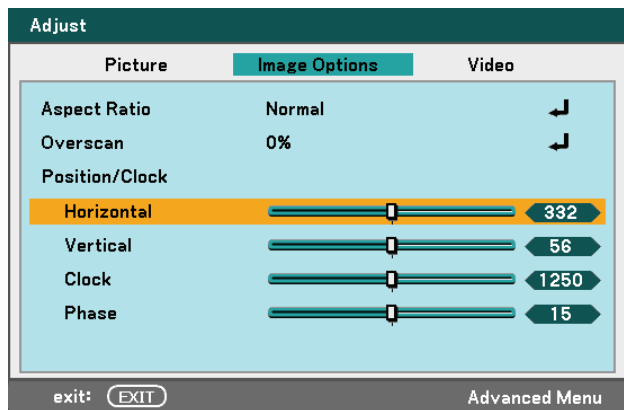 Adjust
Picture Image Options Video
Aspect Ratio Normal
Overscan 0%
Position/Clock
Horizontal 332
Vertical 56
Clock 1250
Phase 15
exit: EXIT Advanced Menu